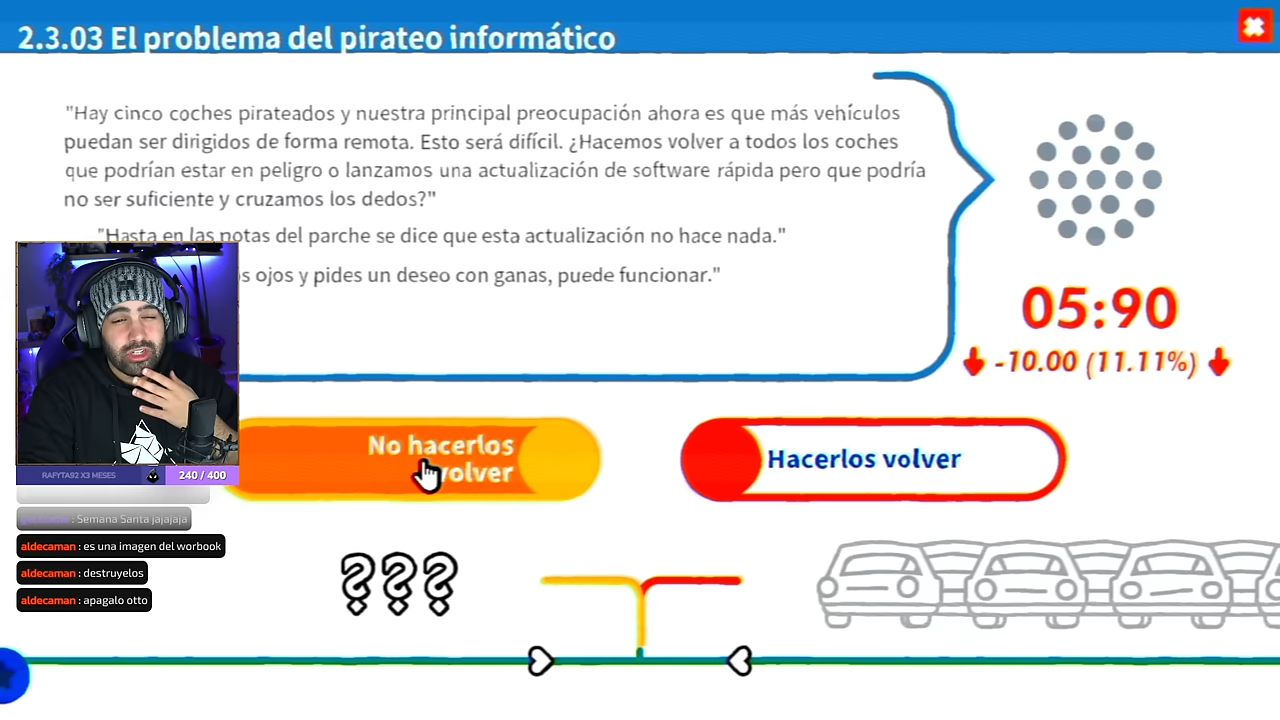 2.3.03 El problema del pirateo informático
"Hay cinco coches pirateados y nuestra principal preocupación ahora es que más vehículos
puedan ser dirigidos de forma remota. Esto será difícil. ¿Hacemos volver a todos los coches
que podrían estar en peligro o lanzamos una actualización de software rápida pero que podría
no ser suficiente y cruzamos los dedos?"
"Hasta en las notas del parche se dice que esta actualización no hace nada."
ojos y pides un deseo con ganas, puede funcionar."
05:90
-10.00 (11.11%)
No hacerlos
volver
Hacerlos volver
RAFYTA92 X3 MESES
240 / 400
: Semana Santa jajajaja
aldecaman : es una imagen del worbook
aldecaman : destruyelos
aldecaman : apagalo otto
???